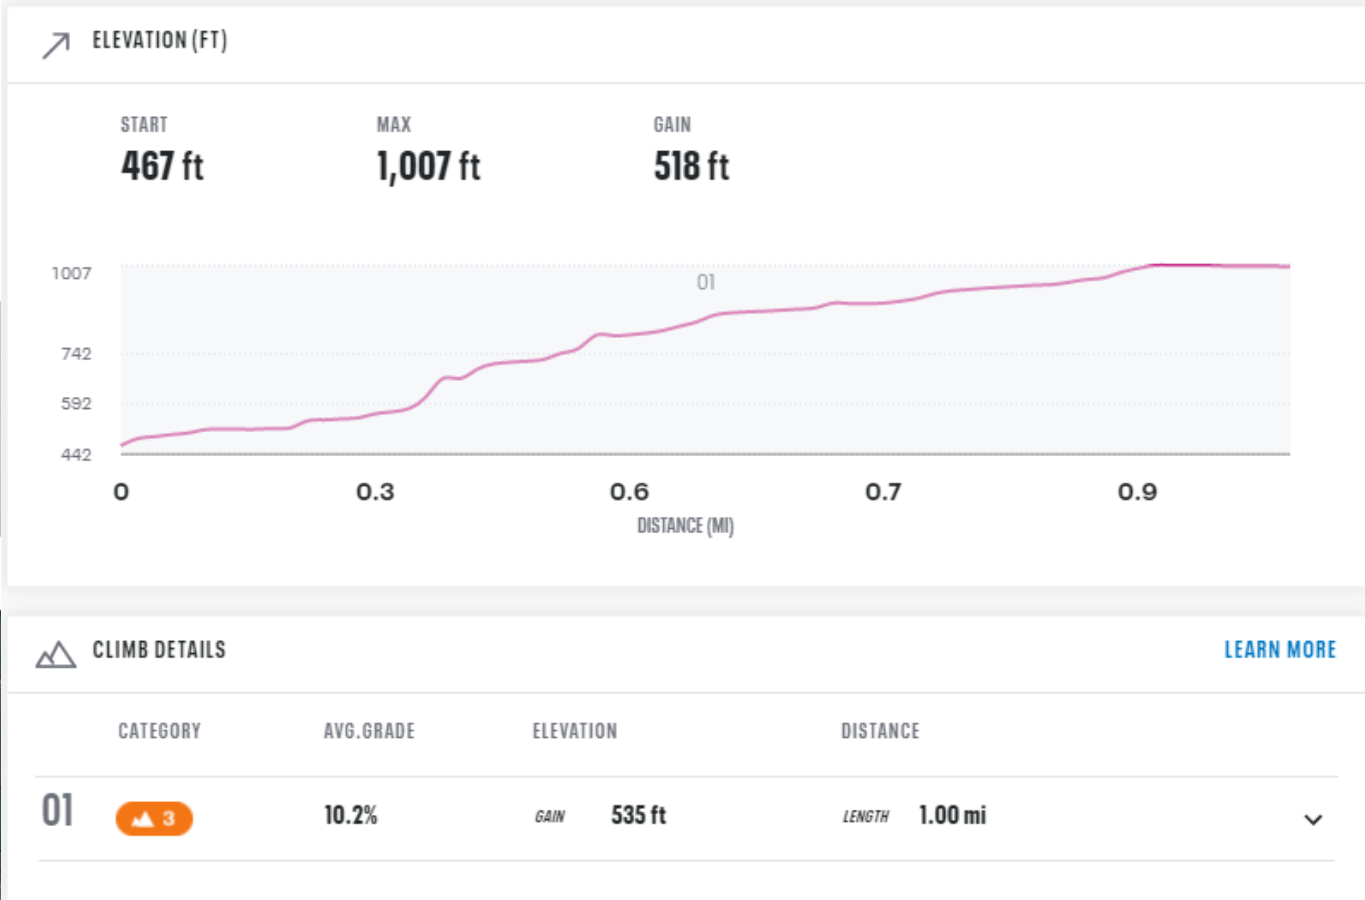 ELEVATION (FT)
START MAX GAIN
467 ft 1,007 ft 518 ft
1007
01
742
592
442
0 0.3 0.6 0.7 0.9
DISTANCE (MI)
CLIMB DETAILS LEARN MORE
CATEGORY AVG.GRADE ELEVATION DISTANCE
01 3 10.2% GAIN 535 ft LENGTH 1.00 mi